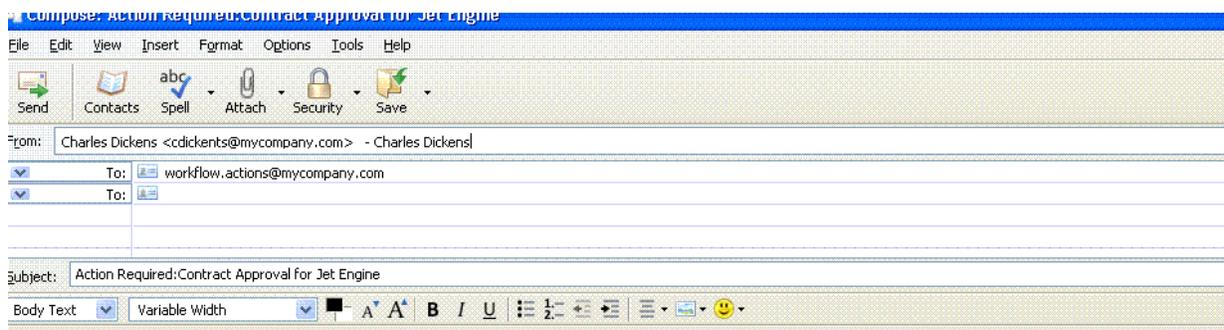 Compose: Action Required:Contract Approval for Jet Engine
File Edit View Insert Format Options Tools Help
abc
Send Contacts Spell Attach Security Save
From: Charles Dickens <cdickents@mycompany.com> - Charles Dickens
To: workflow.actions@mycompany.com
To:
Subject: Action Required:Contract Approval for Jet Engine
Body Text Variable Width A A B I U